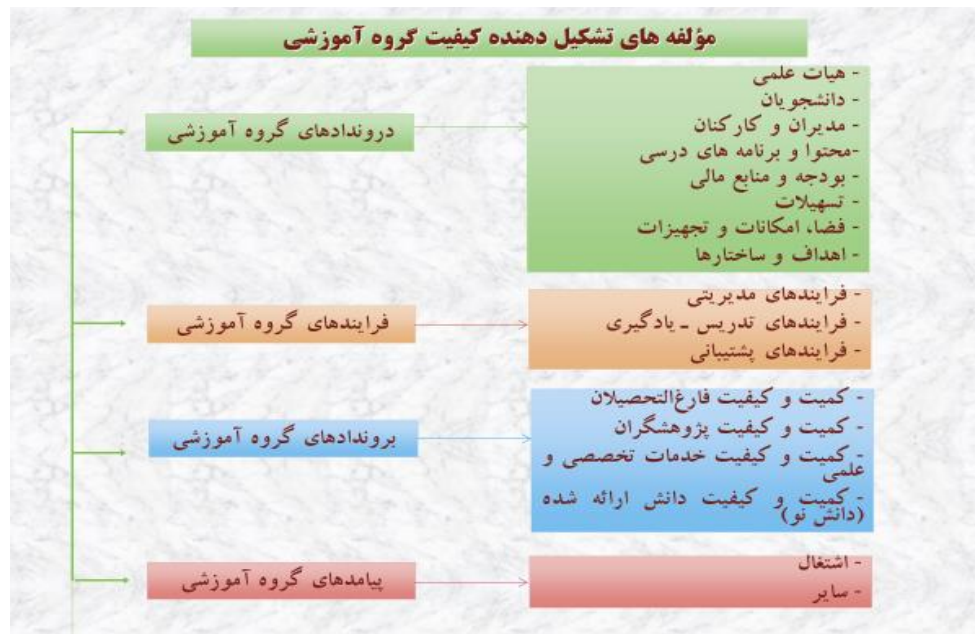 مؤلفه های تشکیل دهنده کیفیت گروه آموزشی
دروندادهای گروه آموزشی
- هیات علمی
- دانشجویان
- مدیران و کارکنان
-محتوا و برنامه های درسی
- بودجه و منابع مالی
- تسهیلات
- فضا، امکانات و تجهیزات
- اهداف و ساختارها
فرایندهای گروه آموزشی
- فرایندهای مدیریتی
- فرایندهای تدریس ـ یادگیری
- فرایندهای پشتیبانی
بروندادهای گروه آموزشی
- کمیت و کیفیت فارغ‌التحصیلان
- کمیت و کیفیت پژوهشگران
- کمیت و کیفیت خدمات تخصصی و
علمی
- کمیت و کیفیت دانش ارائه شده
(دانش نو)
پیامدهای گروه آموزشی
- اشتغال
- سایر